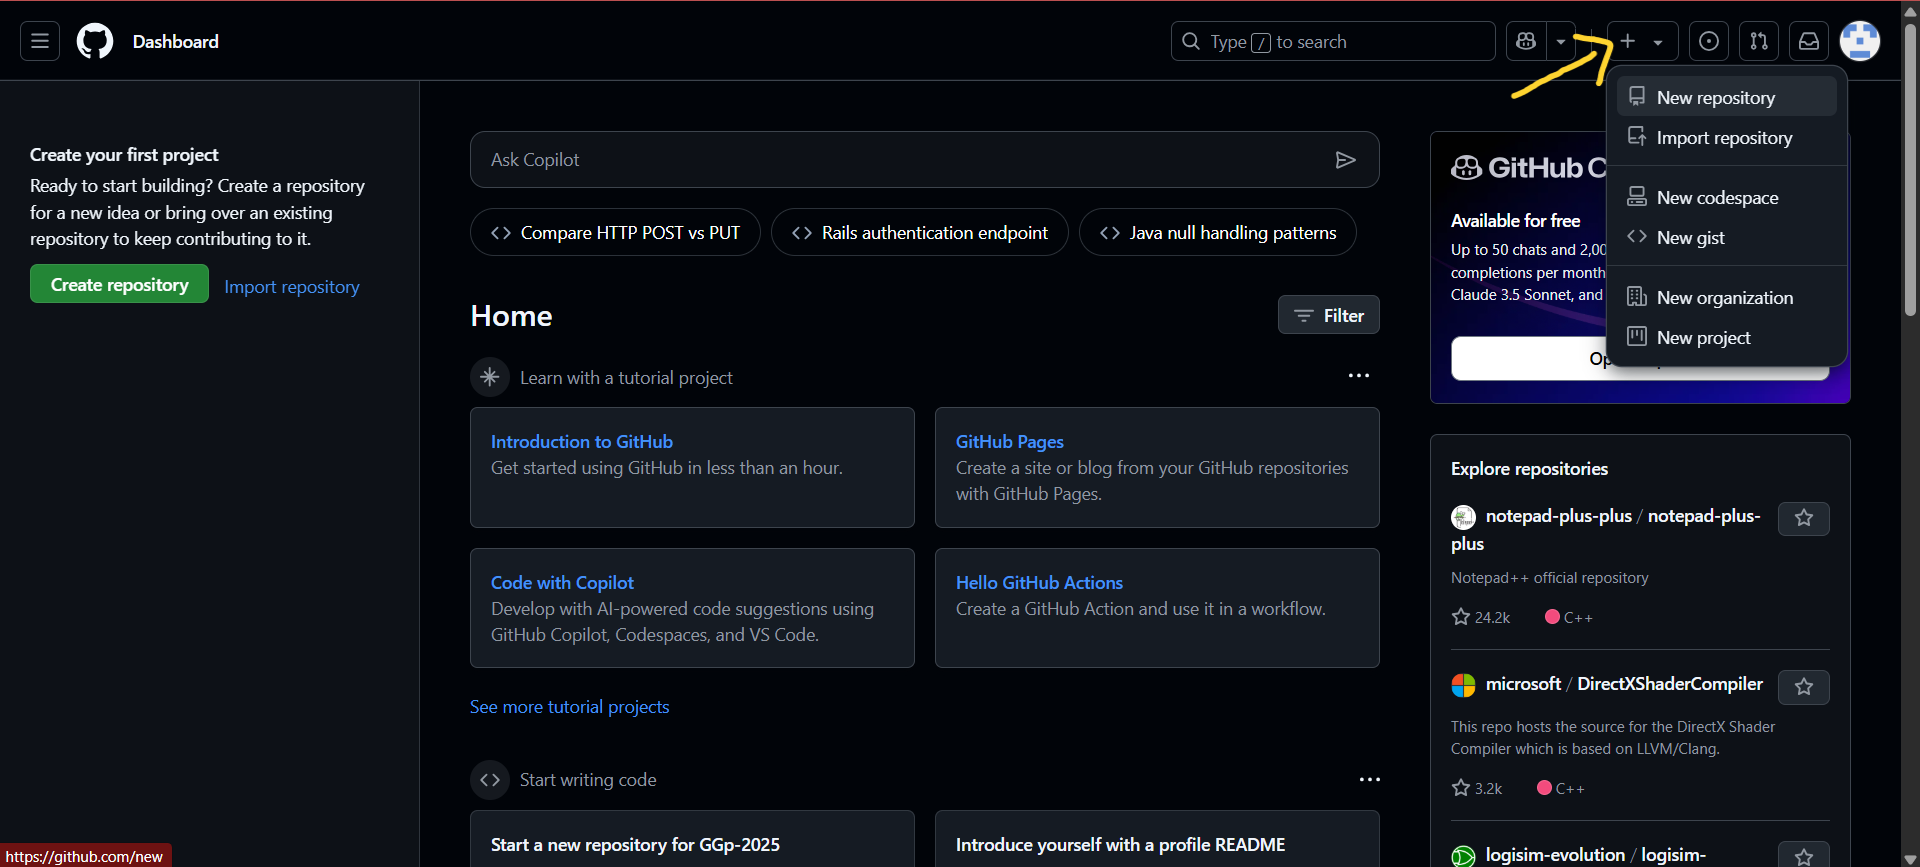 Dashboard
Type / to search
New repository
Import repository
New codespace
New gist
New organization
New project
Create your first project
Ready to start building? Create a repository
for a new idea or bring over an existing
repository to keep contributing to it.
Create repository
Import repository
Ask Copilot
Compare HTTP POST vs PUT
Rails authentication endpoint
Java null handling patterns
Home
Filter
Learn with a tutorial project
Introduction to GitHub
Get started using GitHub in less than an hour.
GitHub Pages
Create a site or blog from your GitHub repositories
with GitHub Pages.
Code with Copilot
Develop with AI-powered code suggestions using
GitHub Copilot, Codespaces, and VS Code.
Hello GitHub Actions
Create a GitHub Action and use it in a workflow.
See more tutorial projects
Start writing code
Start a new repository for GGp-2025
Introduce yourself with a profile README
GitHub C
Available for free
Up to 50 chats and 2,00
completions per month
Claude 3.5 Sonnet, and
Explore repositories
notepad-plus-plus / notepad-plus-
plus
Notepad++ official repository
24.2k C++
microsoft / DirectXShaderCompiler
This repo hosts the source for the DirectX Shader
Compiler which is based on LLVM/Clang.
3.2k C++
logisim-evolution / logisim-
https://github.com/new